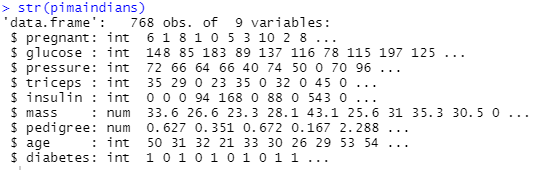 > str(pimaindians)
'data.frame':   768 obs. of  9 variables:
 $ pregnant: int  6 1 8 1 0 5 3 10 2 8 ...
 $ glucose : int  148 85 183 89 137 116 78 115 197 125 ...
 $ pressure: int  72 66 64 66 40 74 50 0 70 96 ...
 $ triceps : int  35 29 0 23 35 0 32 0 45 0 ...
 $ insulin : int  0 0 0 94 168 0 88 0 543 0 ...
 $ mass    : num  33.6 26.6 23.3 28.1 43.1 25.6 31 35.3 30.5 0 ...
 $ pedigree: num  0.627 0.351 0.672 0.167 2.288 ...
 $ age     : int  50 31 32 21 33 30 26 29 53 54 ...
 $ diabetes: int  1 0 1 0 1 0 1 0 1 1 ...